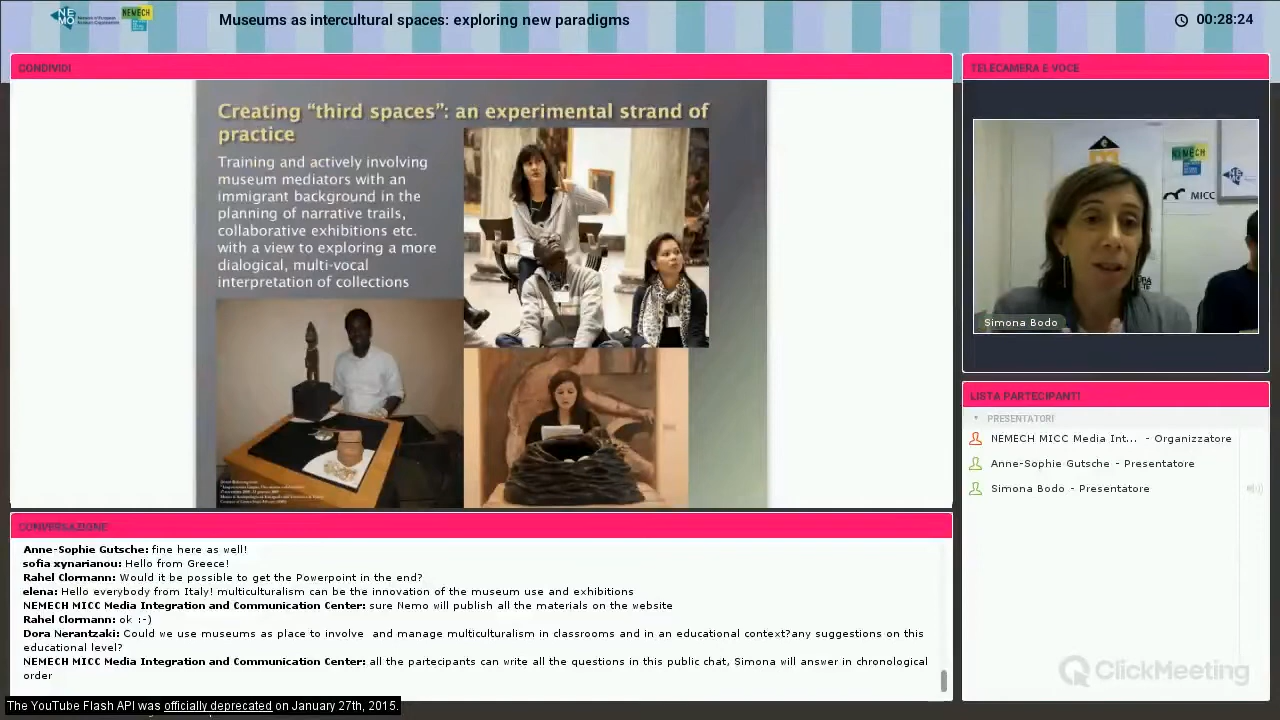 NEMO
NEMECH
Museums as intercultural spaces: exploring new paradigms
00:28:24
CONDIVIDI
Creating “third spaces”: an experimental strand of
practice
Training and actively involving
museum mediators with an
immigrant background in the
planning of narrative trails,
collaborative exhibitions etc.
with a view to exploring a more
dialogical, multi-vocal
interpretation of collections
TELECAMERA E VOCE
NEMECH
MICC
Simona Bodo
LISTA PARTECIPANTI
PRESENTATORI
NEMECH MICC Media Int... - Organizzatore
Anne-Sophie Gutsche - Presentatore
Simona Bodo - Presentatore
CONVERSAZIONE
Anne-Sophie Gutsche: fine here as well!
sofia xynarianou: Hello from Greece!
Rahel Clormann: Would it be possible to get the Powerpoint in the end?
elena: Hello everybody from Italy! multiculturalism can be the innovation of the museum use and exhibitions
NEMECH MICC Media Integration and Communication Center: sure Nemo will publish all the materials on the website
Rahel Clormann: ok :-)
Dora Nerantzaki: Could we use museums as place to involve  and manage multiculturalism in classrooms and in an educational context?any suggestions on this
educational level?
NEMECH MICC Media Integration and Communication Center: all the partecipants can write all the questions in this public chat, Simona will answer in chronological
order
ClickMeeting
The YouTube Flash API was officially deprecated on January 27th, 2015.